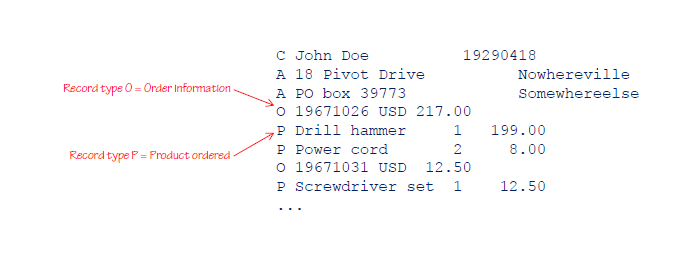 C John Doe 19290418
A 18 Pivot Drive Nowhereville
A PO box 39773 Somewhereelse
Record type O = Order Information
O 19671026 USD 217.00
P Drill hammer 1 199.00
Record type P = Product ordered
P Power cord 2 8.00
O 19671031 USD 12.50
P Screwdriver set 1 12.50
...